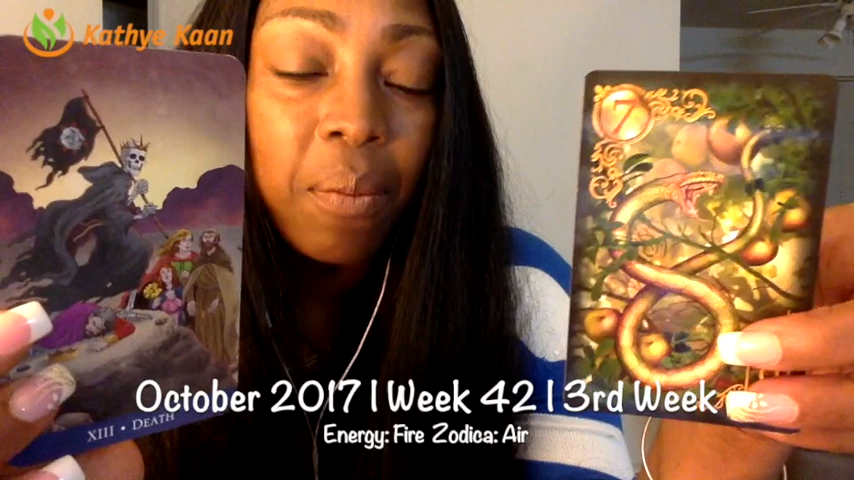 Kathye Kaan
7
XIII • DEATH
October 2017 | Week 42 | 3rd Week
Energy: Fire Zodica: Air